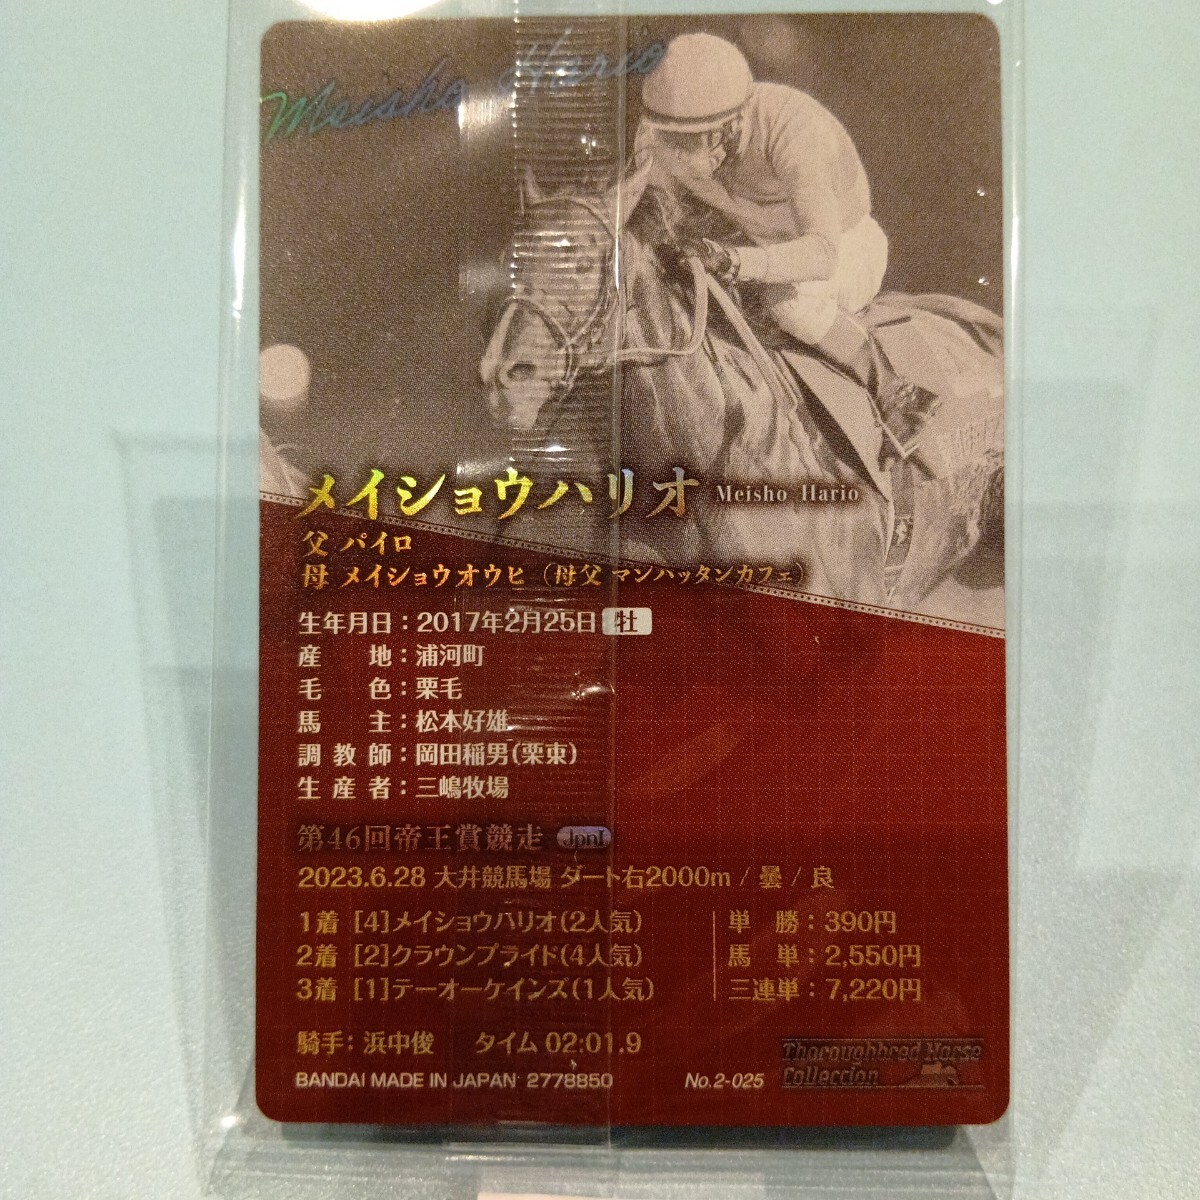 Meisho Hario
メイショウハリオ Meisho Hario
父 パイロ
母 メイショウオウヒ（母父 マンハッタンカフェ）
生年月日：2017年2月25日 牡
産地：浦河町
毛色：栗毛
馬主：松本好雄
調教師：岡田稲男(栗東)
生産者：三嶋牧場
第46回帝王賞競走 JpnI
2023.6.28 大井競馬場 ダート右2000m / 曇 / 良
1着 [4]メイショウハリオ(2人気) 単勝：390円
2着 [2]クラウンプライド(4人気) 馬単：2,550円
3着 [1]テーオーケインズ(1人気) 三連単：7,220円
騎手：浜中俊 タイム 02:01.9
BANDAI MADE IN JAPAN 2778850 No.2-025
Thoroughbred Horse
Collection